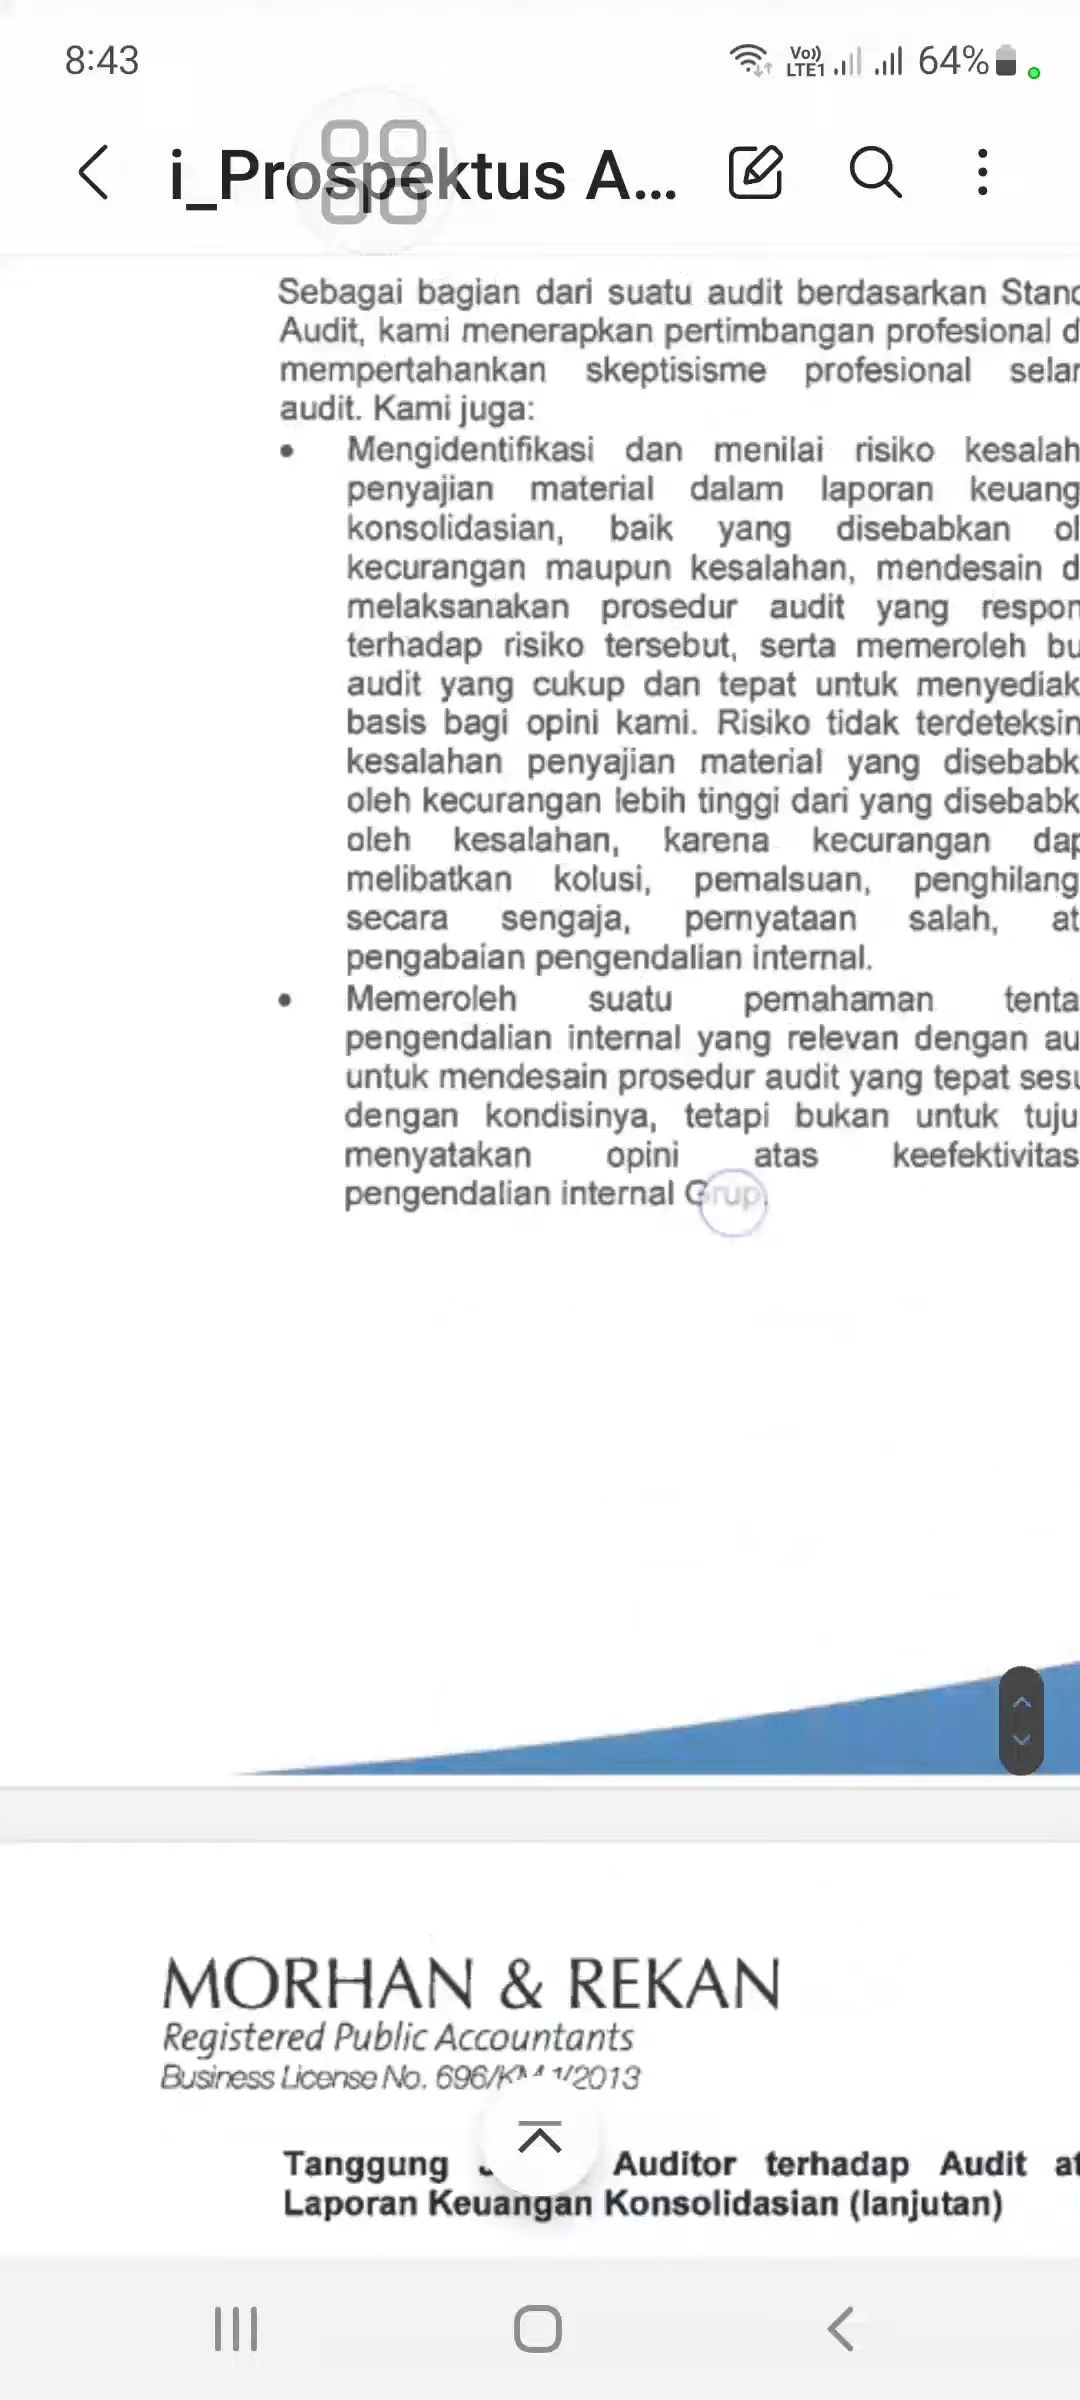 8:43
Vo)) LTE1 64%
i_Prospektus A...
Sebagai bagian dari suatu audit berdasarkan Stand
Audit, kami menerapkan pertimbangan profesional d
mempertahankan skeptisisme profesional selam
audit. Kami juga:
• Mengidentifikasi dan menilai risiko kesalah
penyajian material dalam laporan keuang
konsolidasian, baik yang disebabkan ol
kecurangan maupun kesalahan, mendesain d
melaksanakan prosedur audit yang respon
terhadap risiko tersebut, serta memeroleh bu
audit yang cukup dan tepat untuk menyediak
basis bagi opini kami. Risiko tidak terdeteksin
kesalahan penyajian material yang disebabk
oleh kecurangan lebih tinggi dari yang disebabk
oleh kesalahan, karena kecurangan dap
melibatkan kolusi, pemalsuan, penghilang
secara sengaja, pernyataan salah, at
pengabaian pengendalian internal.
• Memeroleh suatu pemahaman tenta
pengendalian internal yang relevan dengan au
untuk mendesain prosedur audit yang tepat sesu
dengan kondisinya, tetapi bukan untuk tuju
menyatakan opini atas keefektivitas
pengendalian internal Grup.
MORHAN & REKAN
Registered Public Accountants
Business License No. 696/KM.1/2013
Tanggung Auditor terhadap Audit at
Laporan Keuangan Konsolidasian (lanjutan)